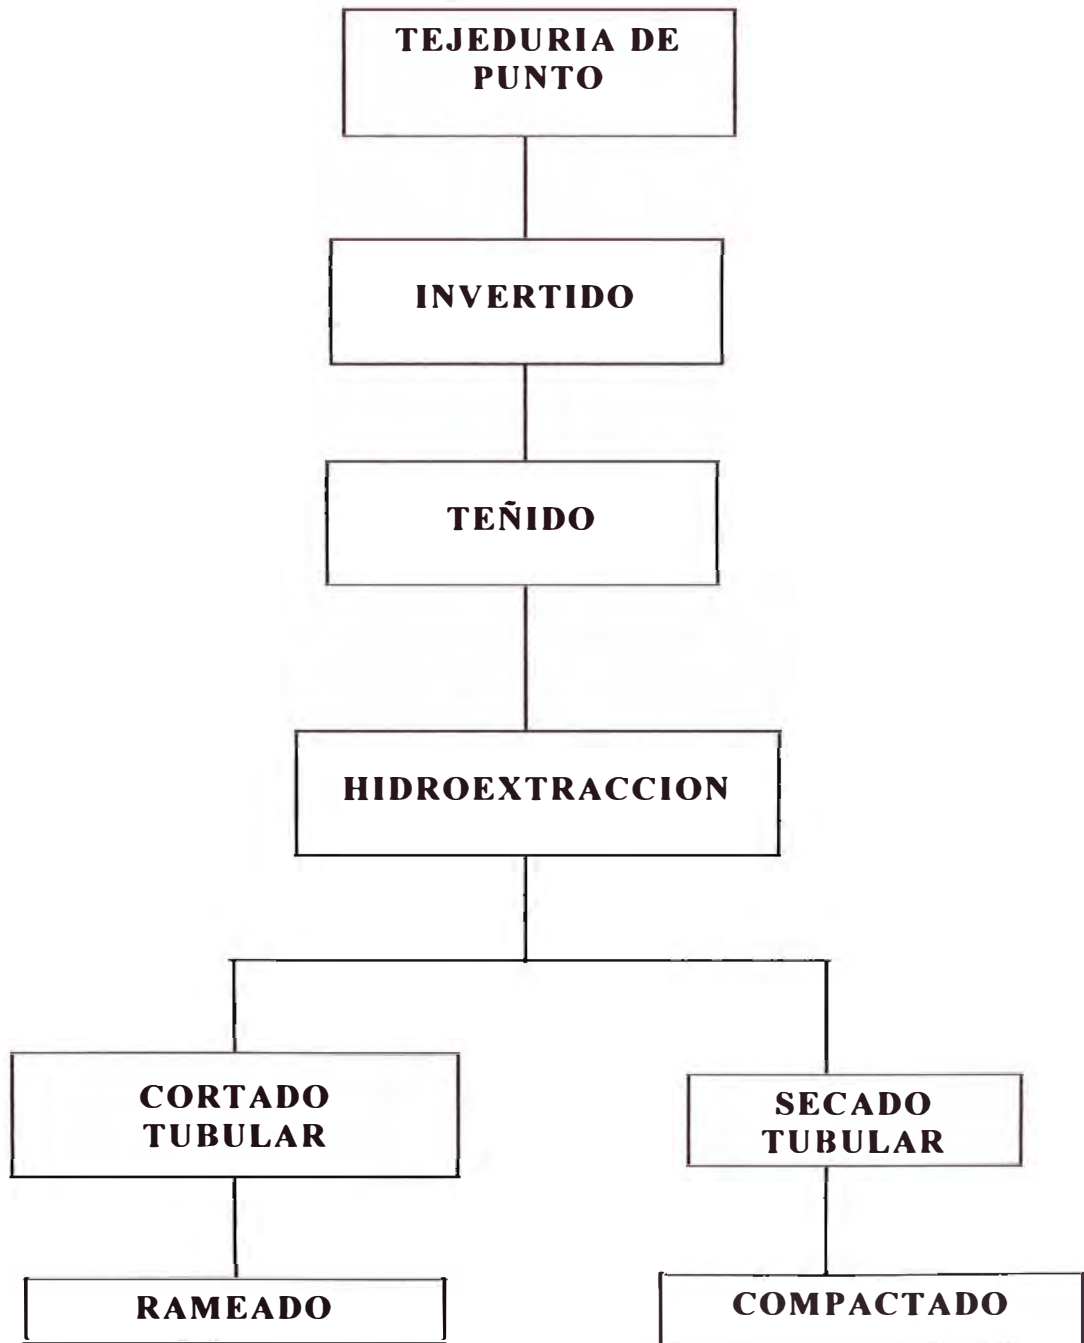 TEJEDURIA DE
PUNTO
INVERTIDO
TEÑIDO
HIDROEXTRACCION
CORTADO
TUBULAR
SECADO
TUBULAR
RAMEADO
COMPACTADO